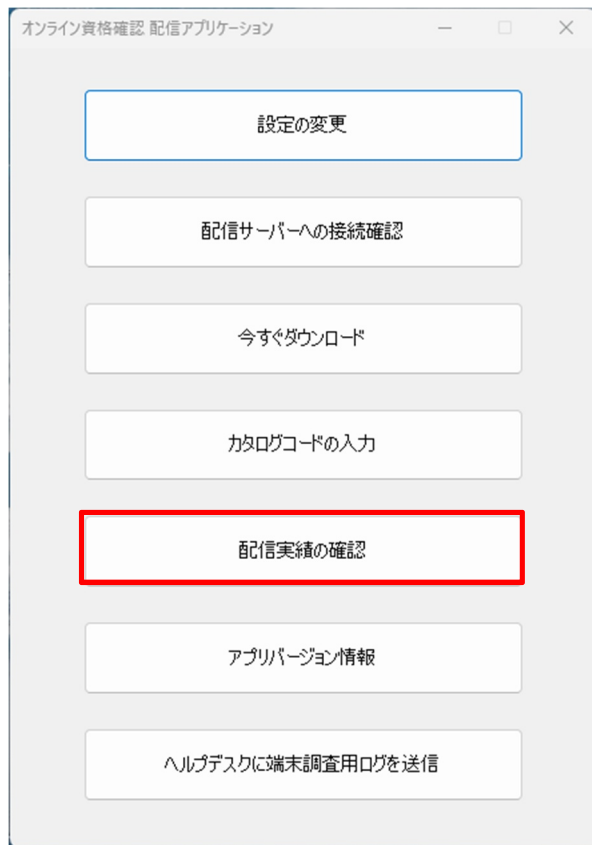 オンライン資格確認 配信アプリケーション
設定の変更
配信サーバーへの接続確認
今すぐダウンロード
カタログコードの入力
配信実績の確認
アプリバージョン情報
ヘルプデスクに端末調査用ログを送信